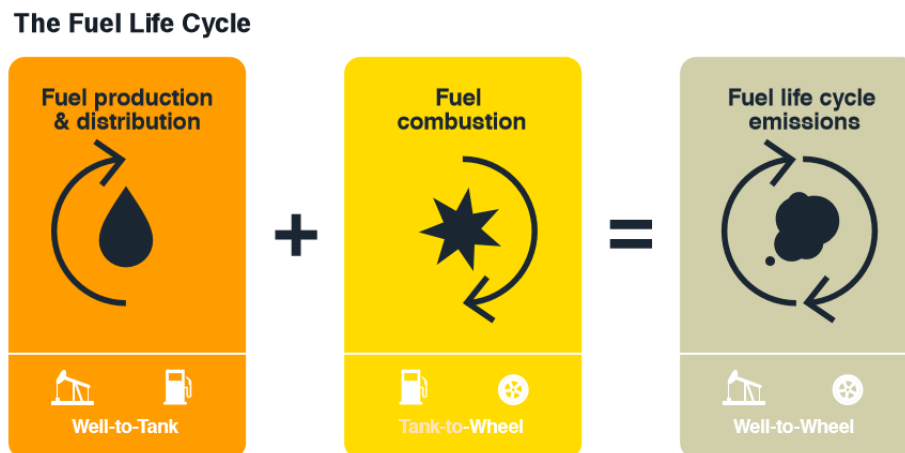 The Fuel Life Cycle
Fuel production
& distribution
Fuel
combustion
Fuel life cycle
emissions
+
=
Well-to-Tank
Tank-to-Wheel
Well-to-Wheel